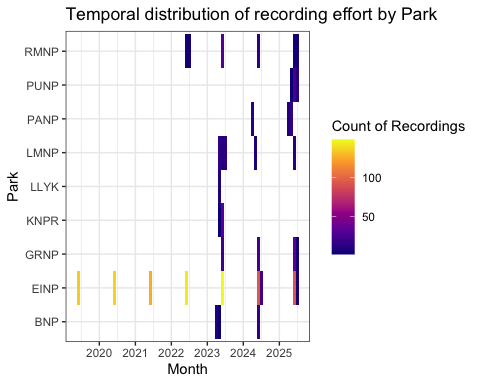 Temporal distribution of recording effort by Park
RMNP
PUNP
PANP
LMNP
LLYK
KNPR
GRNP
EINP
BNP
Park
2020 2021 2022 2023 2024 2025
Month
Count of Recordings
100
50